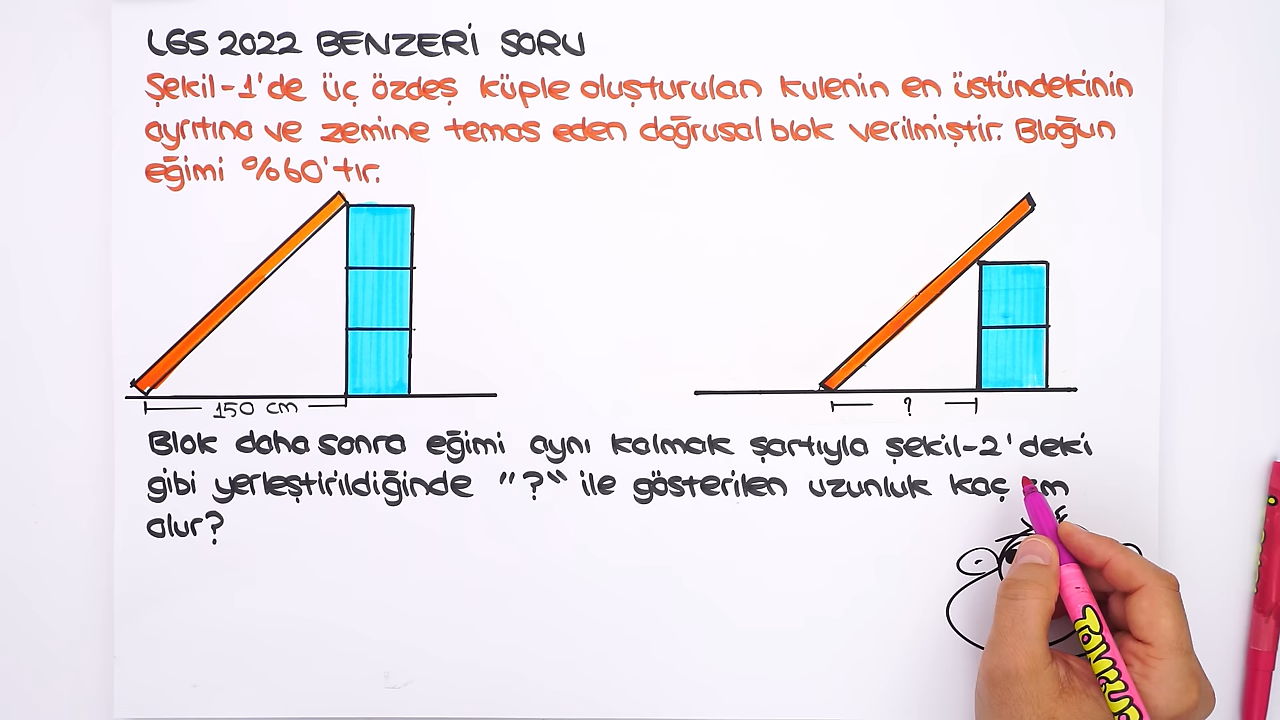 LGS 2022 BENZERİ SORU
Şekil-1'de üç özdeş küple oluşturulan kulenin en üstündekinin
ayrıtına ve zemine temas eden doğrusal blok verilmiştir. Bloğun
eğimi %60'tır.
150 cm
?
Blok daha sonra eğimi aynı kalmak şartıyla şekil-2'deki
gibi yerleştirildiğinde "?" ile gösterilen uzunluk kaç
olur?